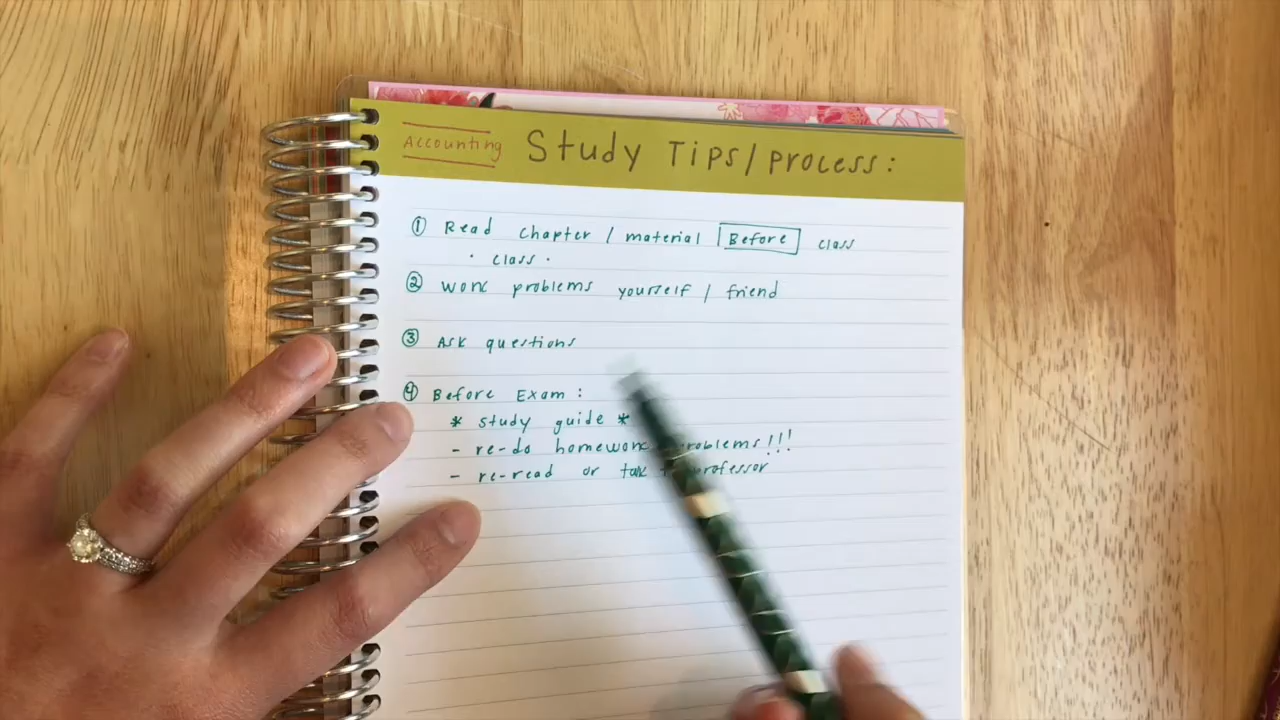 Accounting
Study Tips/process:
① Read chapter / material Before class
· class ·
② Work problems yourself / friend
③ Ask questions
④ Before Exam:
* study guide *
- re-do homework problems!!!
- re-read or talk professor